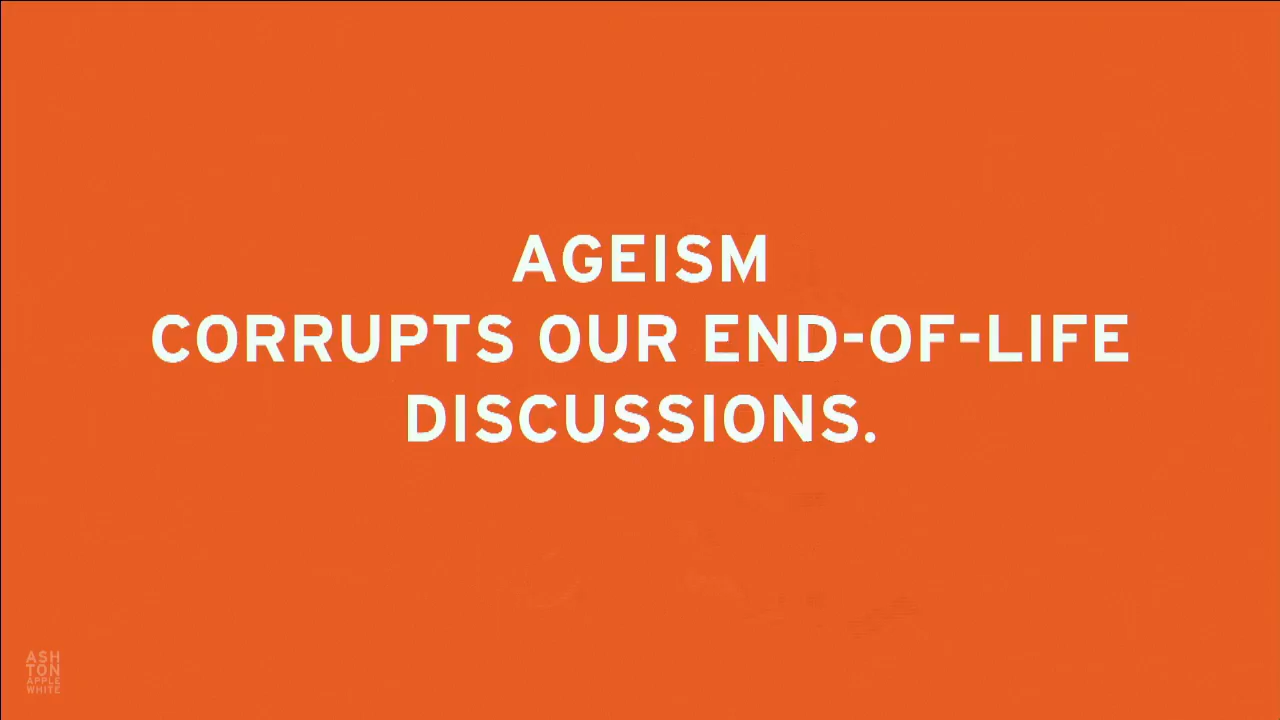 AGEISM
CORRUPTS OUR END-OF-LIFE
DISCUSSIONS.
ASH
TON
APPLE
WHITE